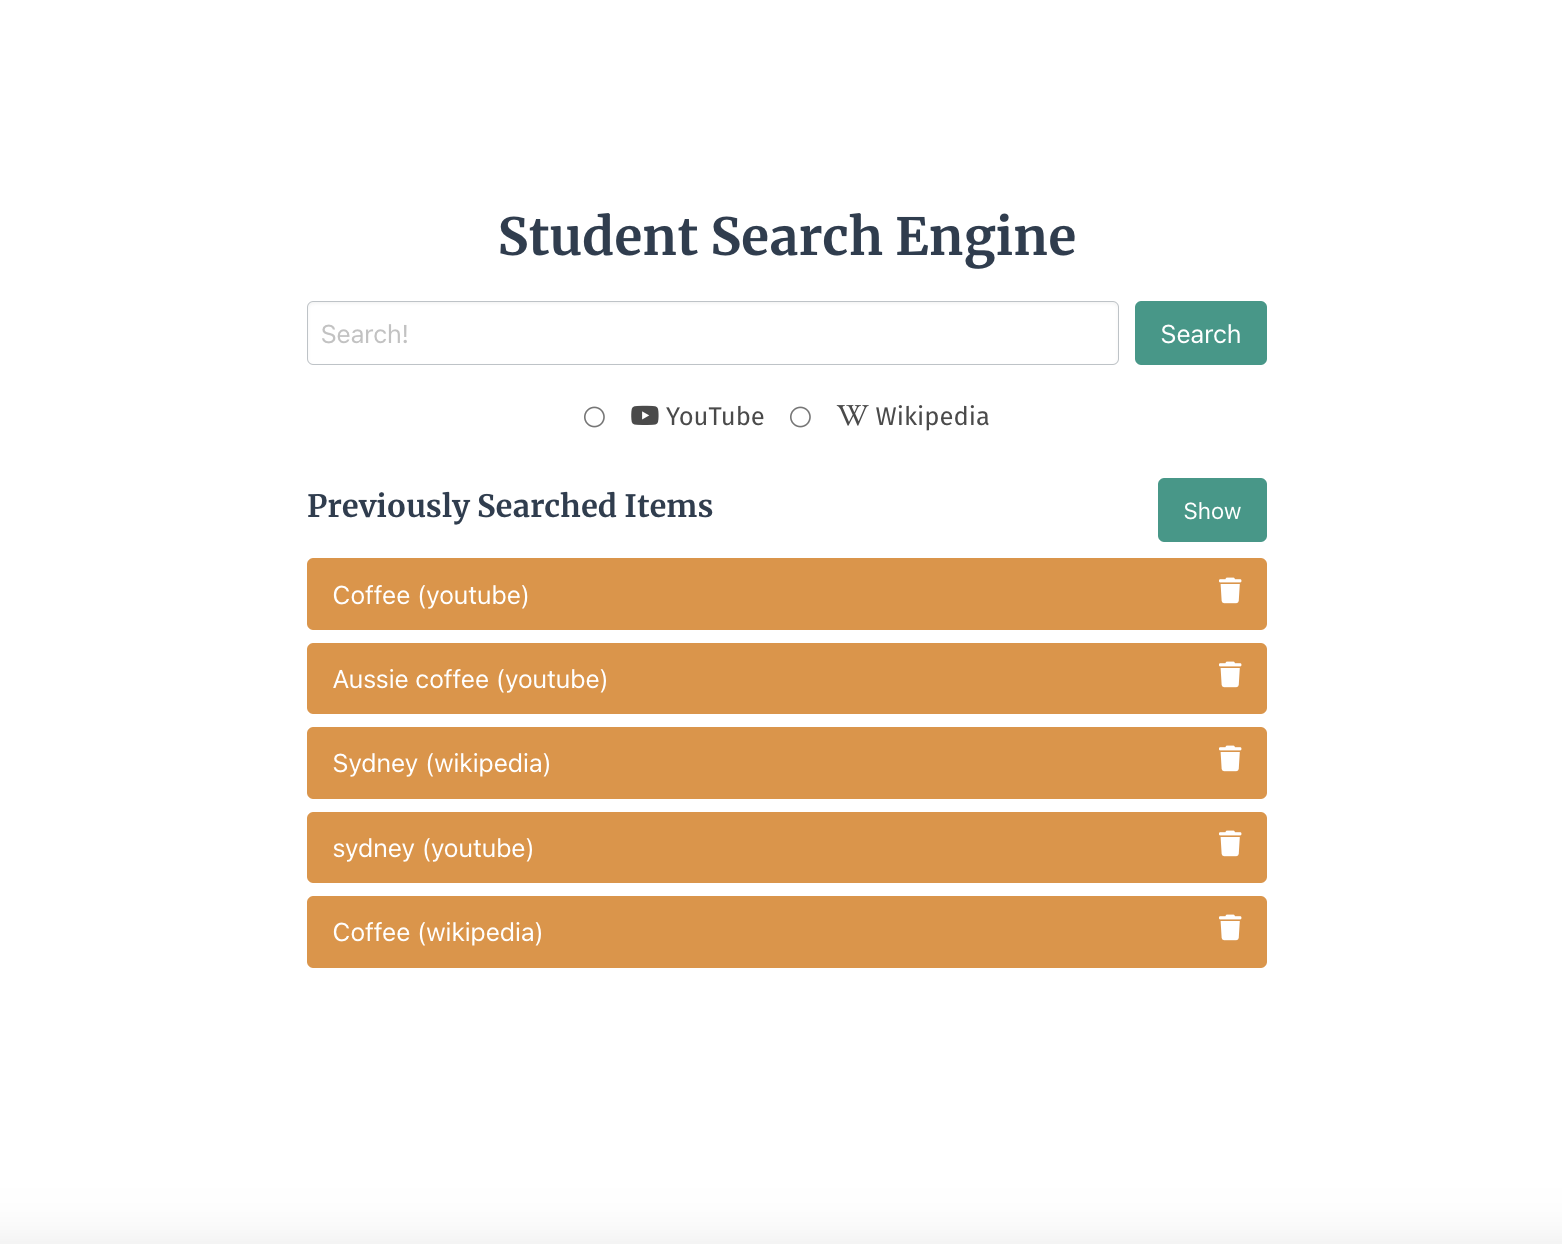 Student Search Engine
Search! Search
YouTube Wikipedia
Previously Searched Items Show
Coffee (youtube)
Aussie coffee (youtube)
Sydney (wikipedia)
sydney (youtube)
Coffee (wikipedia)